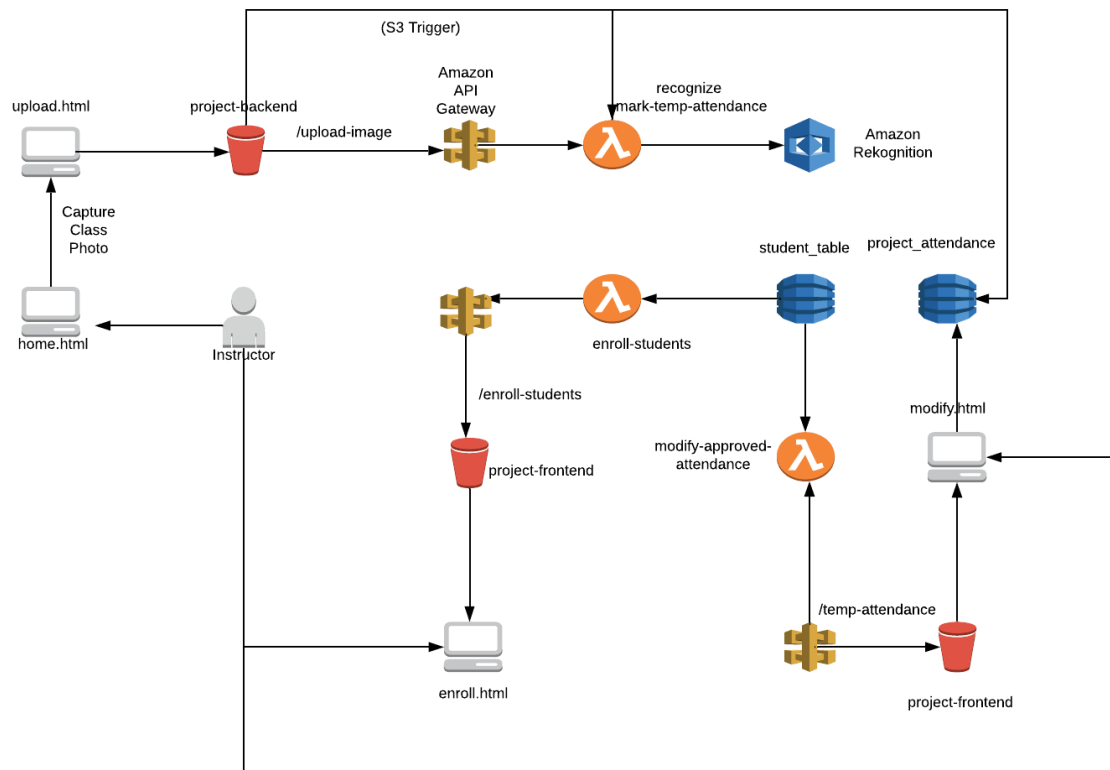 (S3 Trigger)
Amazon
API
Gateway
recognize
mark-temp-attendance
upload.html
project-backend
/upload-image
Amazon
Rekognition
Capture
Class
Photo
student_table
project_attendance
home.html
Instructor
enroll-students
/enroll-students
modify.html
modify-approved-
attendance
project-frontend
/temp-attendance
enroll.html
project-frontend